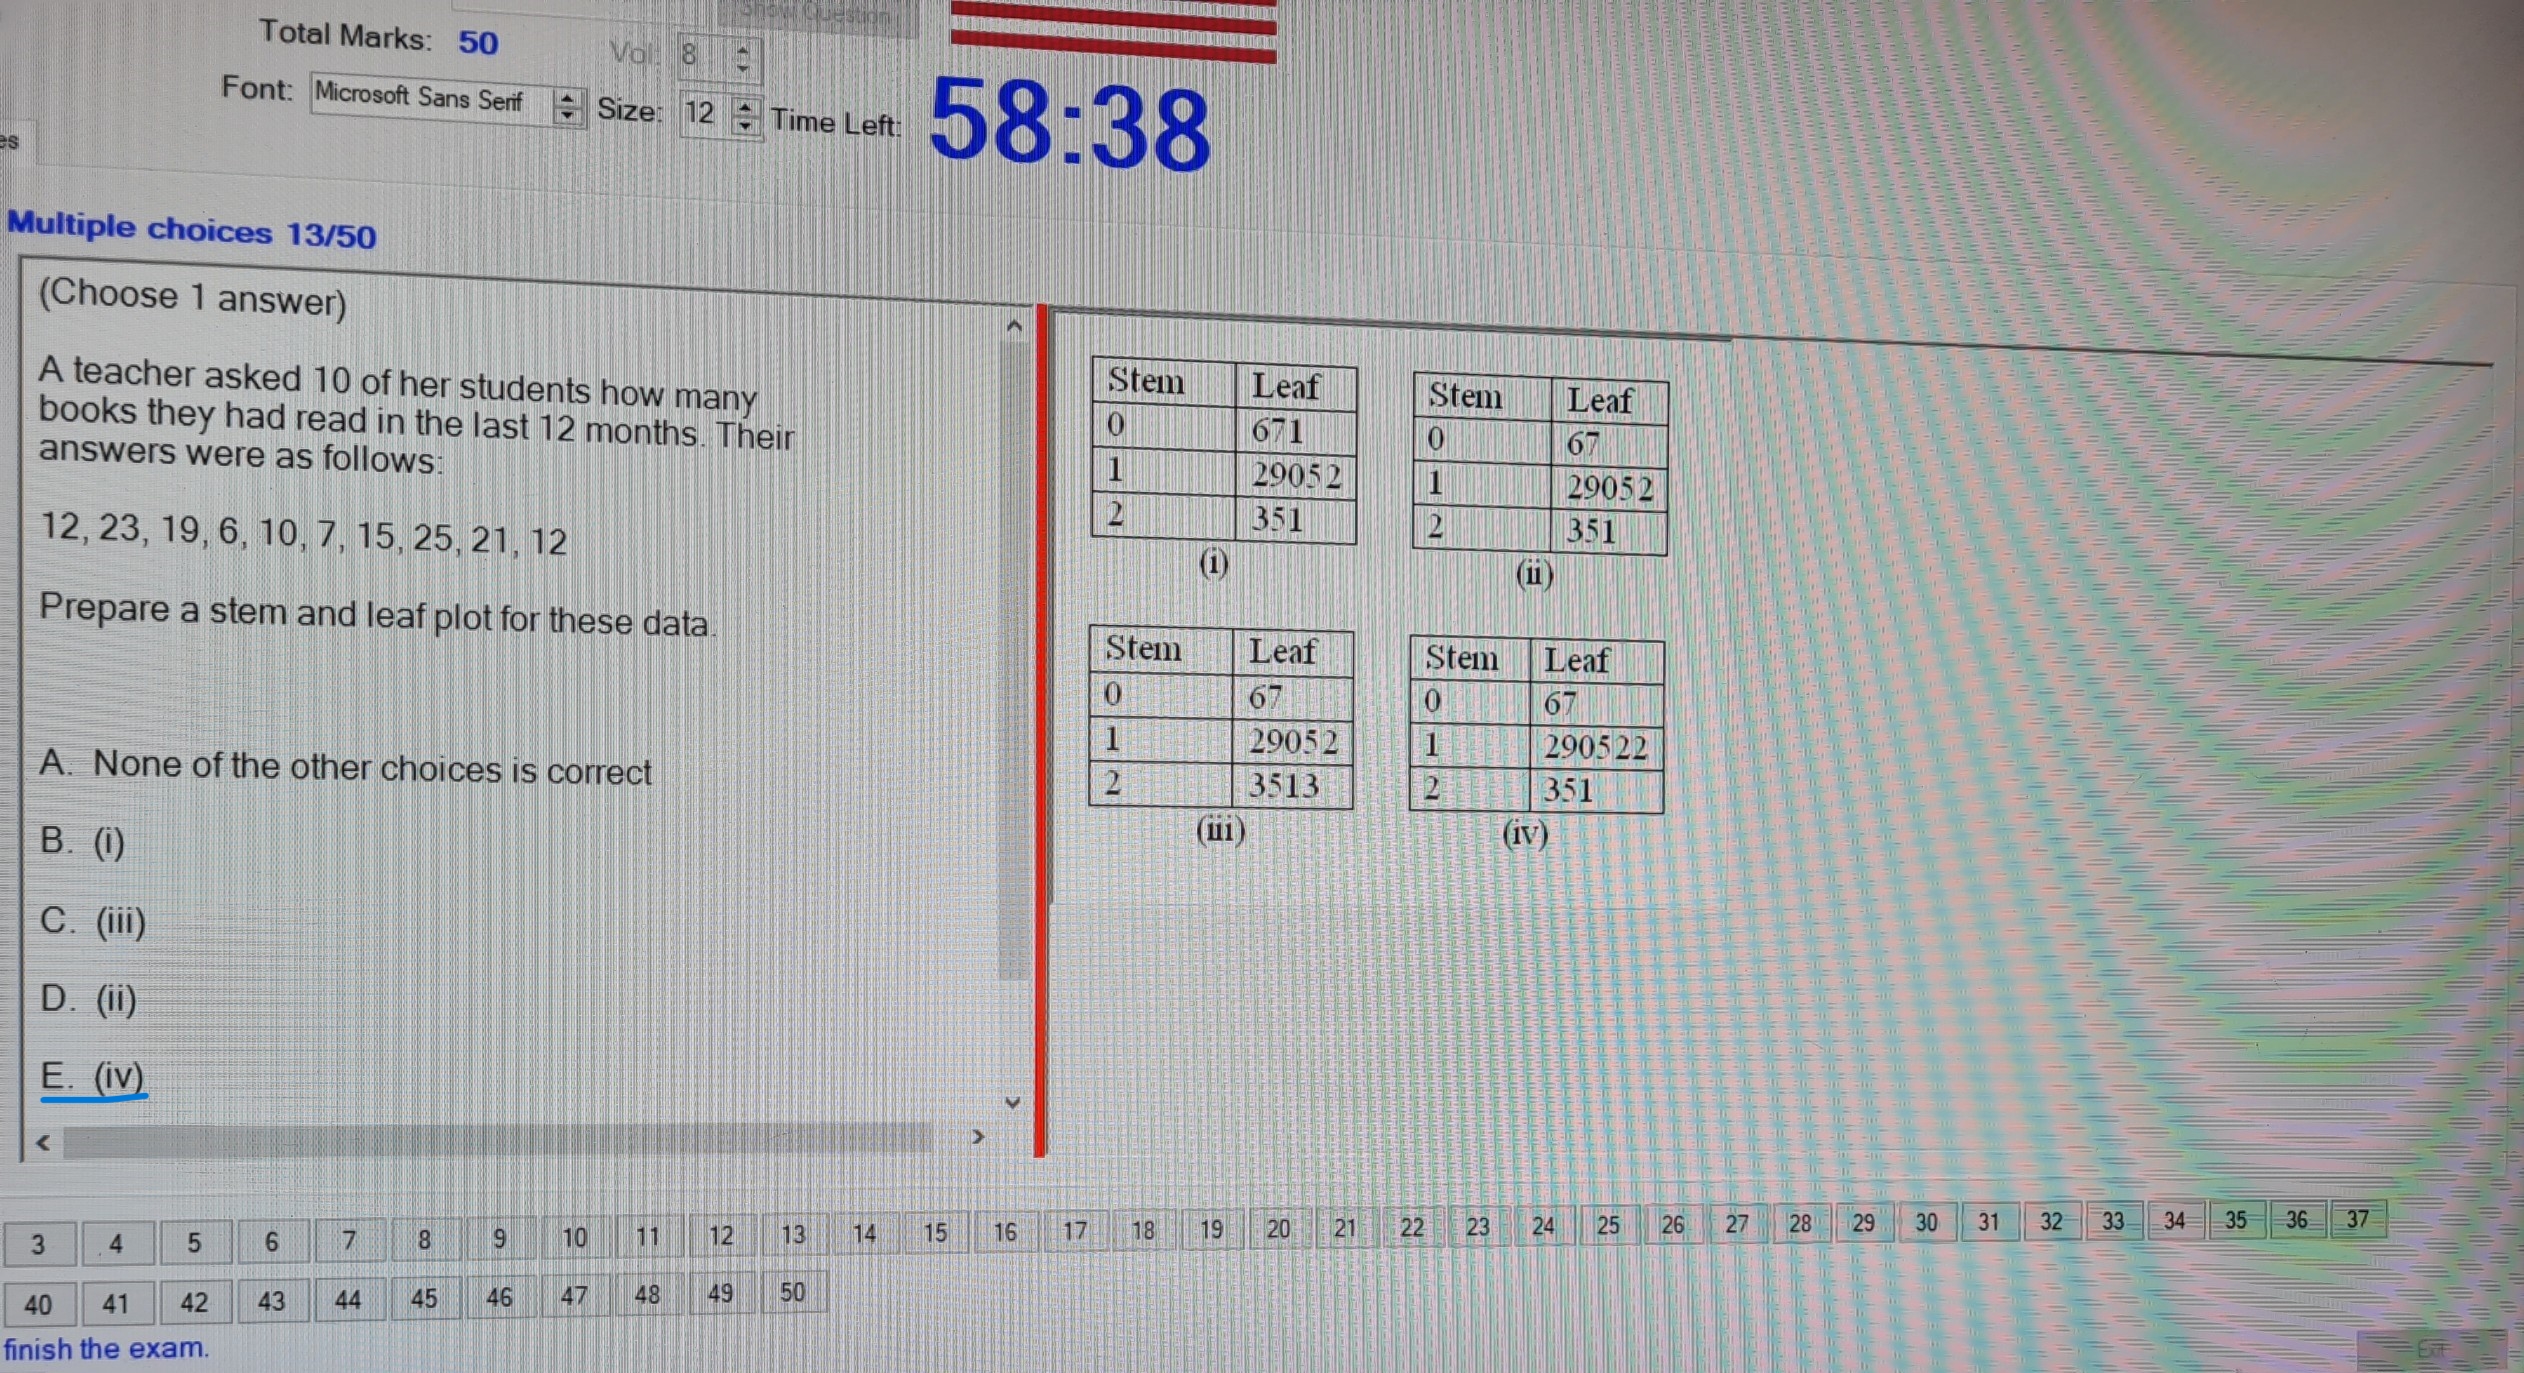 Show Question
Total Marks: 50
Vol: 8
Font: Microsoft Sans Serif Size: 12 Time Left: 58:38
es
Multiple choices 13/50
(Choose 1 answer)
A teacher asked 10 of her students how many
books they had read in the last 12 months. Their
answers were as follows:
12, 23, 19, 6, 10, 7, 15, 25, 21, 12
Prepare a stem and leaf plot for these data.
A. None of the other choices is correct
B. (i)
C. (iii)
D. (ii)
E. (iv)
Stem Leaf
0 671
1 29052
2 351
(i)
Stem Leaf
0 67
1 29052
2 351
(ii)
Stem Leaf
0 67
1 29052
2 3513
(iii)
Stem Leaf
0 67
1 290522
2 351
(iv)
3 4 5 6 7 8 9 10 11 12 13 14 15 16 17 18 19 20 21 22 23 24 25 26 27 28 29 30 31 32 33 34 35 36 37
40 41 42 43 44 45 46 47 48 49 50
finish the exam.
Exit